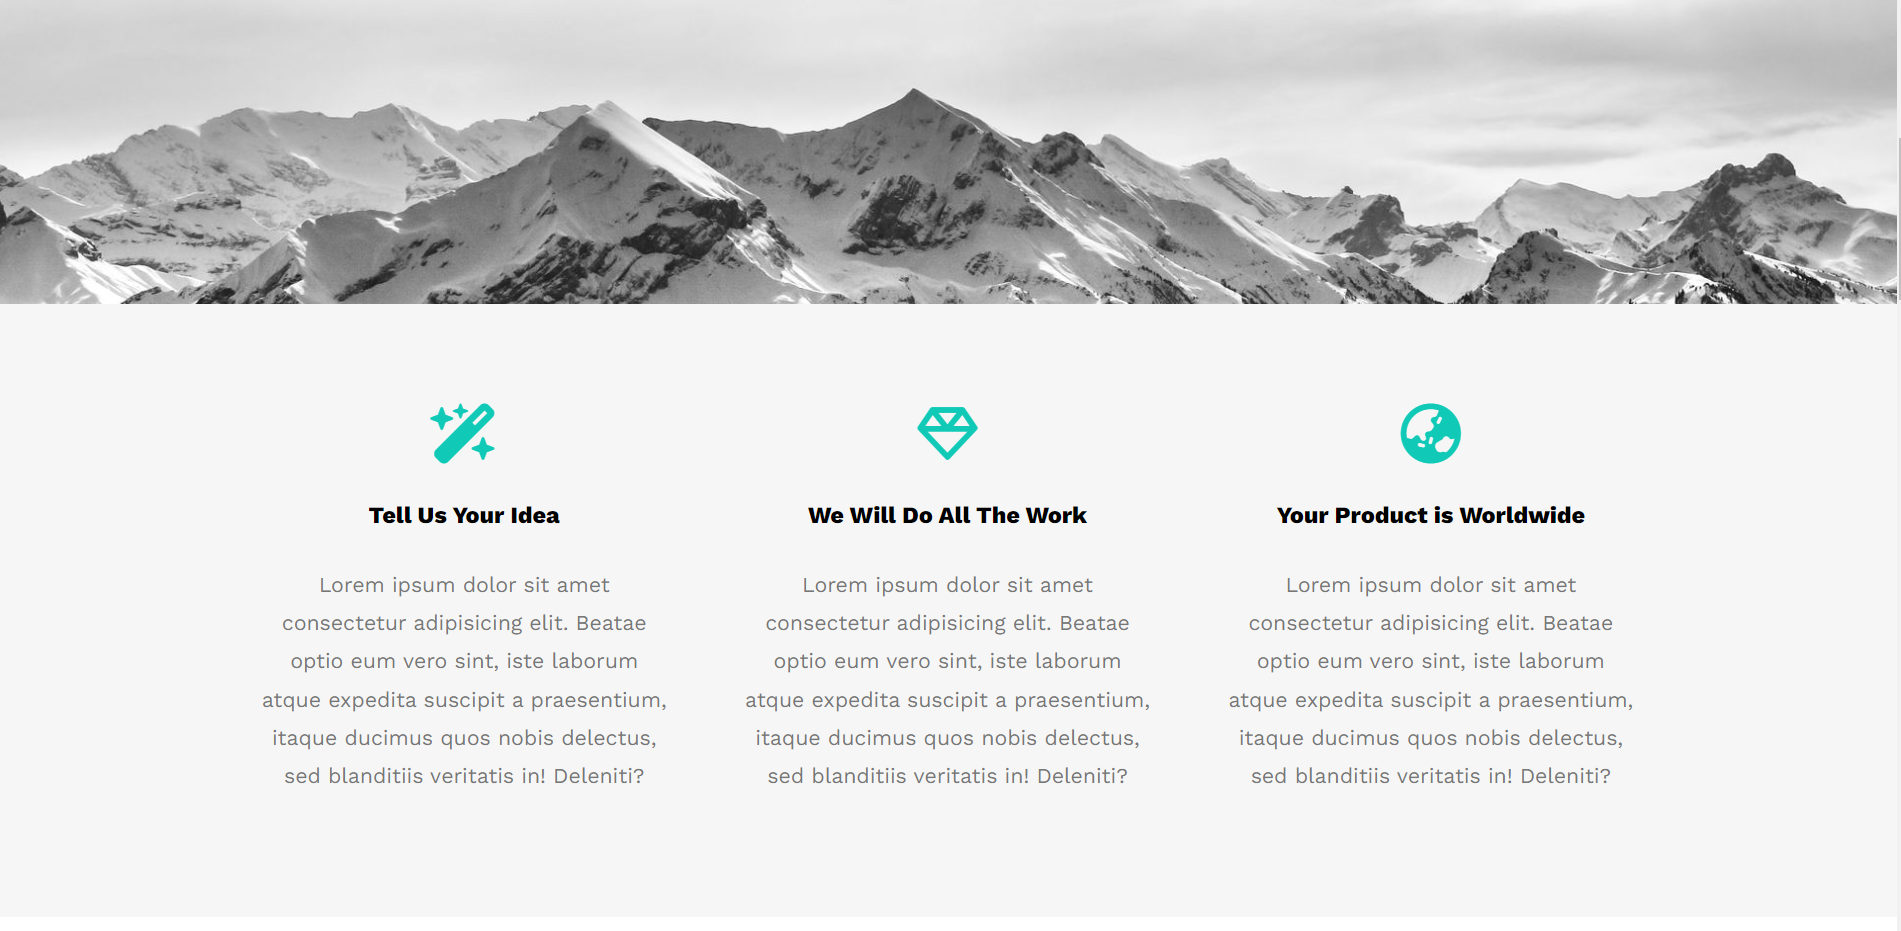 Tell Us Your Idea
Lorem ipsum dolor sit amet
consectetur adipisicing elit. Beatae
optio eum vero sint, iste laborum
atque expedita suscipit a praesentium,
itaque ducimus quos nobis delectus,
sed blanditiis veritatis in! Deleniti?
We Will Do All The Work
Lorem ipsum dolor sit amet
consectetur adipisicing elit. Beatae
optio eum vero sint, iste laborum
atque expedita suscipit a praesentium,
itaque ducimus quos nobis delectus,
sed blanditiis veritatis in! Deleniti?
Your Product is Worldwide
Lorem ipsum dolor sit amet
consectetur adipisicing elit. Beatae
optio eum vero sint, iste laborum
atque expedita suscipit a praesentium,
itaque ducimus quos nobis delectus,
sed blanditiis veritatis in! Deleniti?